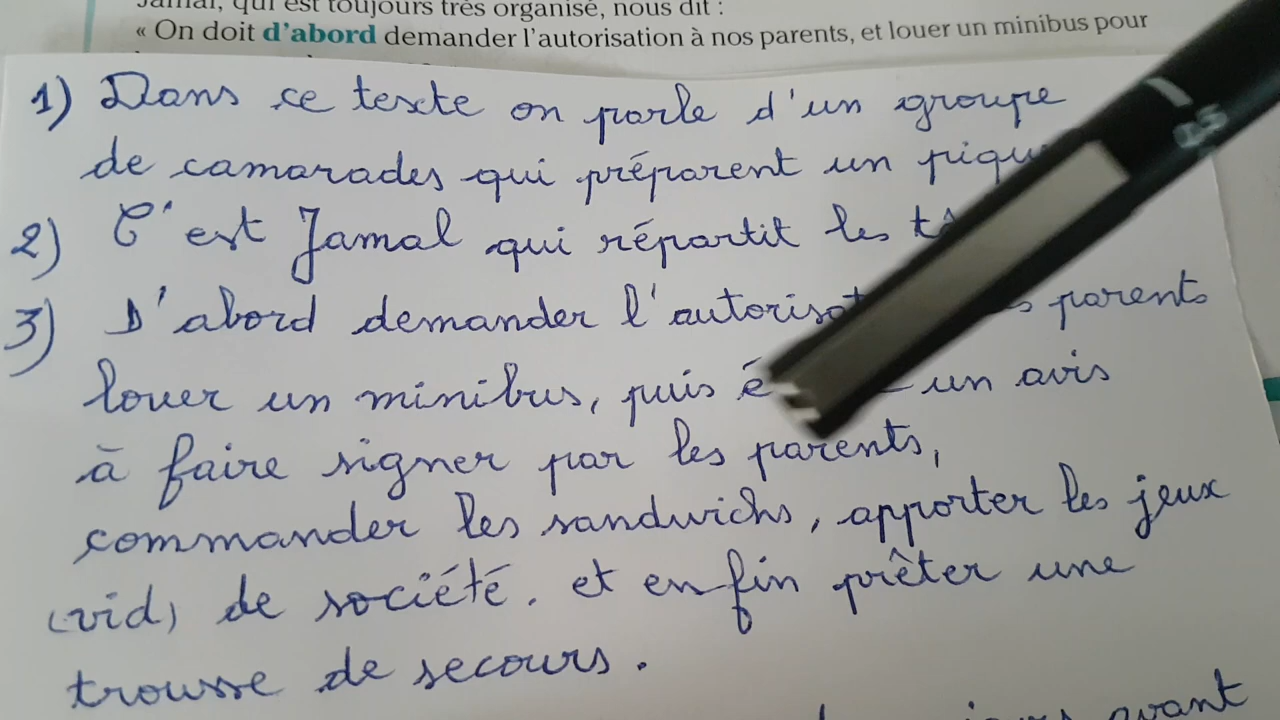 Jamal, qui est toujours très organisé, nous dit :
« On doit d'abord demander l'autorisation à nos parents, et louer un minibus pour
1) Dans ce texte on parle d'un groupe
de camarades qui préparent un
2) C'est Jamal qui répartit les
3) D'abord demander parents
louer un minibus, puis un avis
à faire signer par les parents,
commander les sandwichs, apporter les jeux
(vid) de société. et enfin prêter une
trousse de secours.
avant